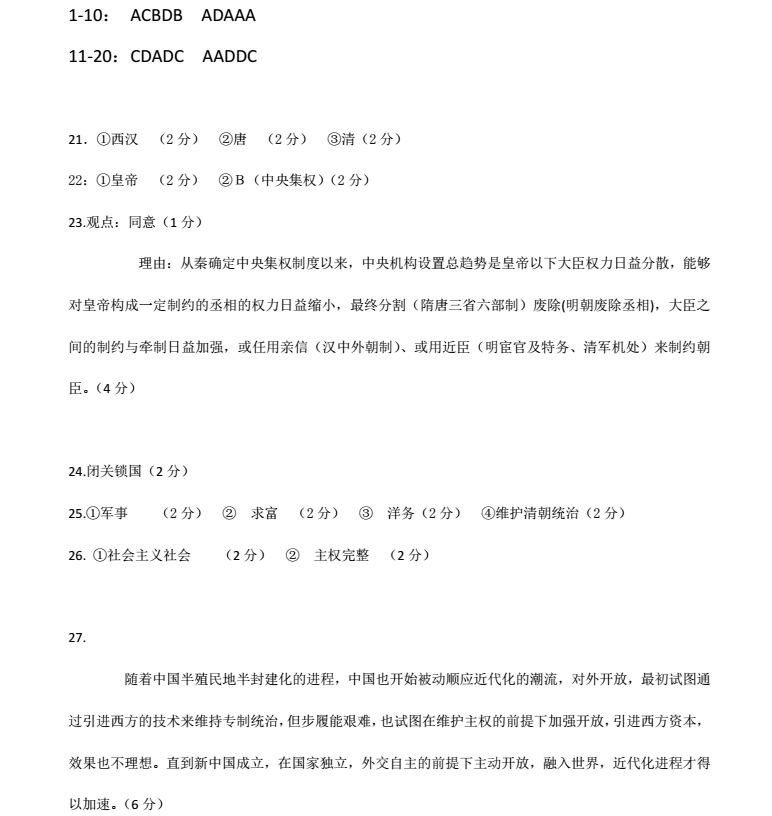 1-10： ACBDB ADAAA
11-20：CDADC AADDC
21．①西汉 （2 分） ②唐 （2 分） ③清（2 分）
22：①皇帝 （2 分） ②B（中央集权）（2 分）
23.观点：同意（1 分）
理由：从秦确定中央集权制度以来，中央机构设置总趋势是皇帝以下大臣权力日益分散，能够
对皇帝构成一定制约的丞相的权力日益缩小，最终分割（隋唐三省六部制）废除(明朝废除丞相)，大臣之
间的制约与牵制日益加强，或任用亲信（汉中外朝制）、或用近臣（明宦官及特务、清军机处）来制约朝
臣。（4 分）
24.闭关锁国（2 分）
25.①军事 （2 分） ② 求富 （2 分） ③ 洋务（2 分） ④维护清朝统治（2 分）
26. ①社会主义社会 （2 分） ② 主权完整 （2 分）
27.
随着中国半殖民地半封建化的进程，中国也开始被动顺应近代化的潮流，对外开放，最初试图通
过引进西方的技术来维持专制统治，但步履能艰难，也试图在维护主权的前提下加强开放，引进西方资本，
效果也不理想。直到新中国成立，在国家独立，外交自主的前提下主动开放，融入世界，近代化进程才得
以加速。（6 分）